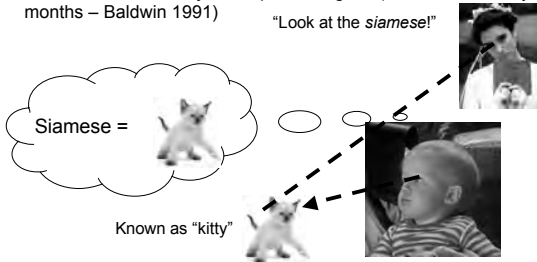 months – Baldwin 1991)
“Look at the siamese!”
Siamese =
Known as “kitty”